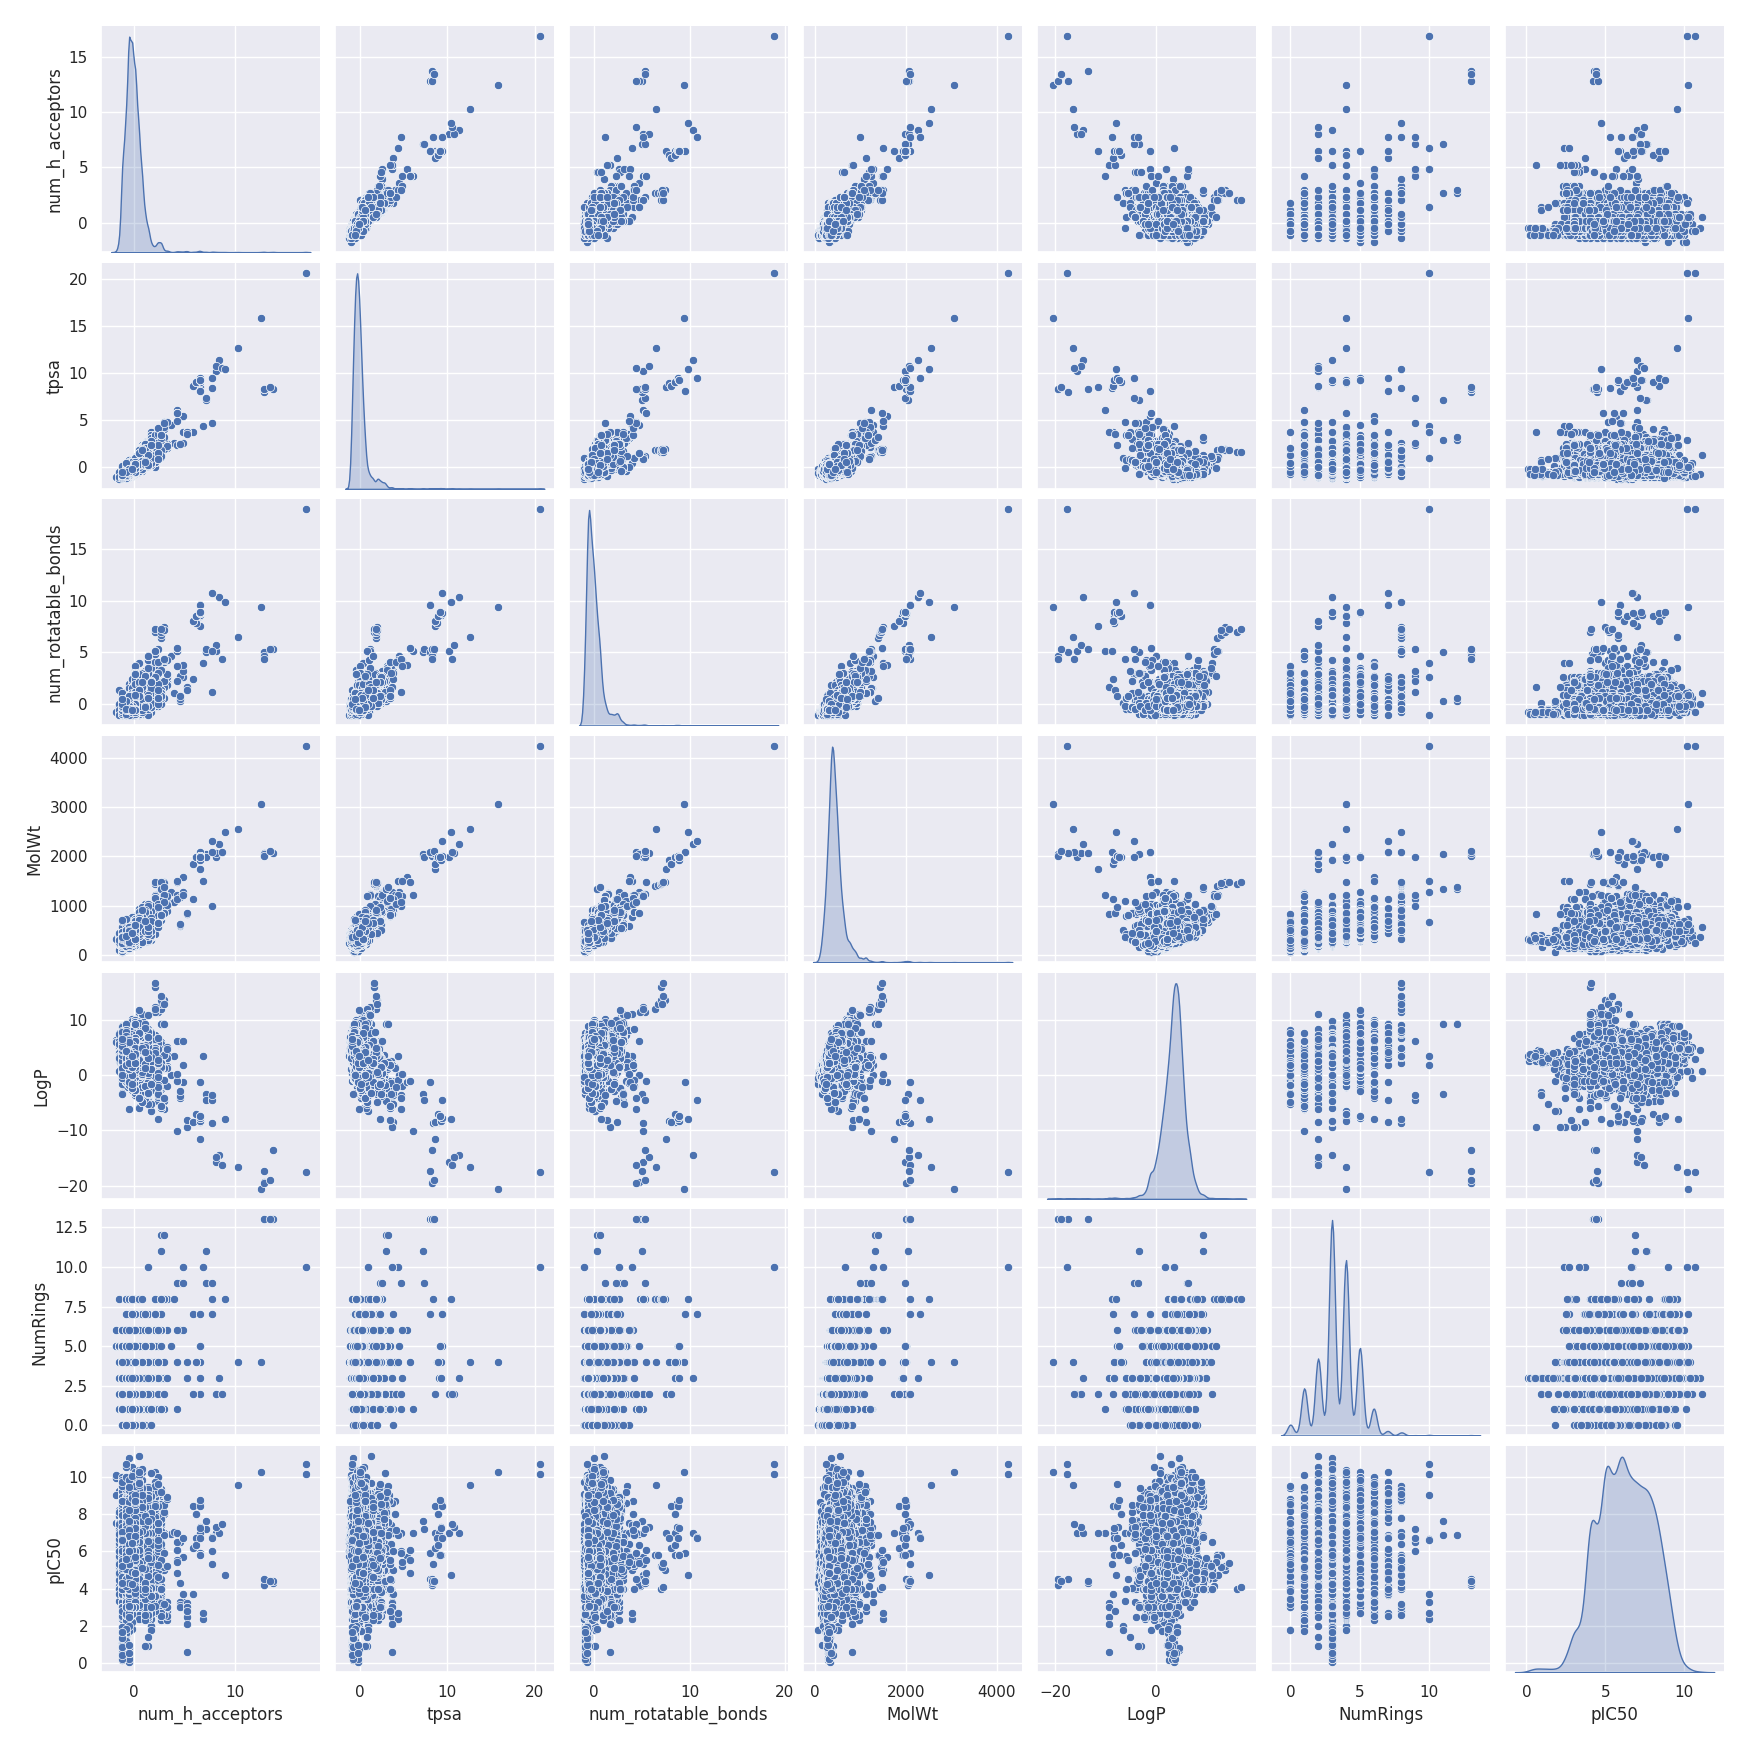 num_h_acceptors
15
10
5
0
tpsa
20
15
10
5
0
num_rotatable_bonds
15
10
5
0
MolWt
4000
3000
2000
1000
0
LogP
10
0
−10
−20
NumRings
12.5
10.0
7.5
5.0
2.5
0.0
pIC50
10
8
6
4
2
0
0 10
0 10 20
0 10 20
0 2000 4000
−20 0
0 5 10
0 5 10
num_h_acceptors tpsa num_rotatable_bonds MolWt LogP NumRings pIC50